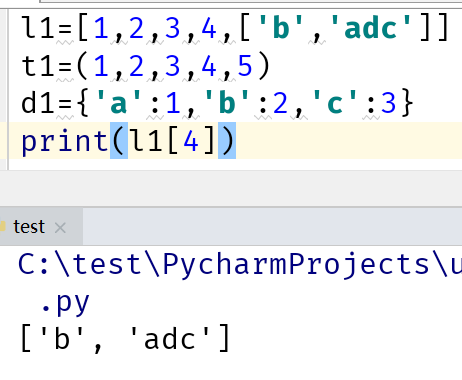 l1=[1,2,3,4,['b','adc']]
t1=(1,2,3,4,5)
d1={'a':1,'b':2,'c':3}
print(l1[4])
test ×
C:\test\PycharmProjects\u
.py
['b', 'adc']